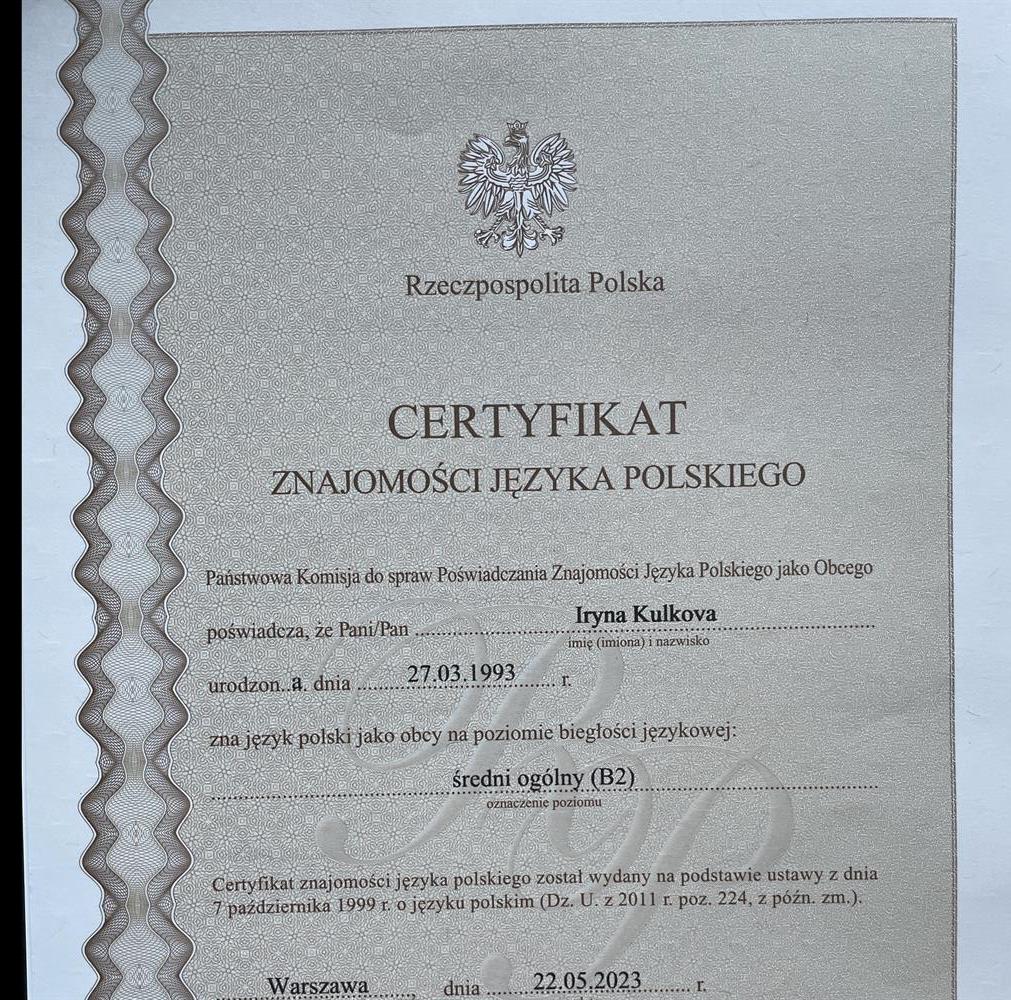 Rzeczpospolita Polska
CERTYFIKAT
ZNAJOMOŚCI JĘZYKA POLSKIEGO
Państwowa Komisja do spraw Poświadczania Znajomości Języka Polskiego jako Obcego
poświadcza, że Pani/Pan ........ Iryna Kulkova ........
imię (imiona) i nazwisko
urodzon..a. dnia ........ 27.03.1993 ........ r.
zna język polski jako obcy na poziomie biegłości językowej:
średni ogólny (B2)
oznaczenie poziomu
Certyfikat znajomości języka polskiego został wydany na podstawie ustawy z dnia
7 października 1999 r. o języku polskim (Dz. U. z 2011 r. poz. 224, z późn. zm.).
Warszawa ......, dnia ...... 22.05.2023 ........ r.